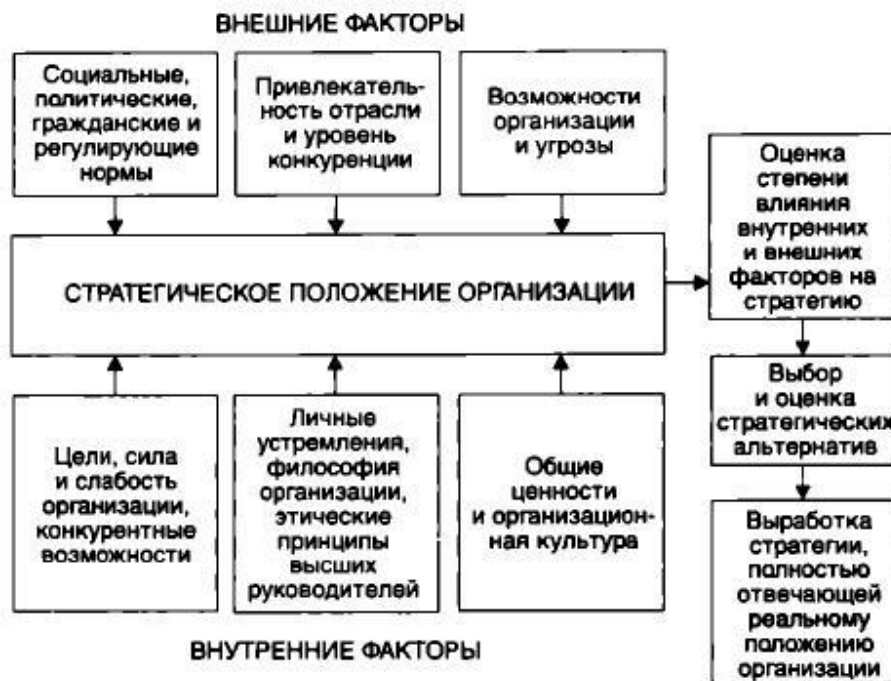 ВНЕШНИЕ ФАКТОРЫ
Социальные,
политические,
гражданские и
регулирующие
нормы
Привлекатель-
ность отрасли
и уровень
конкуренции
Возможности
организации
и угрозы
СТРАТЕГИЧЕСКОЕ ПОЛОЖЕНИЕ ОРГАНИЗАЦИИ
Цели, сила
и слабость
организации,
конкурентные
возможности
Личные
устремления,
философия
организации,
этические
принципы
высших
руководителей
Общие
ценности
и организацион-
ная культура
ВНУТРЕННИЕ ФАКТОРЫ
Оценка
степени
влияния
внутренних
и внешних
факторов на
стратегию
Выбор
и оценка
стратегических
альтернатив
Выработка
стратегии,
полностью
отвечающей
реальному
положению
организации